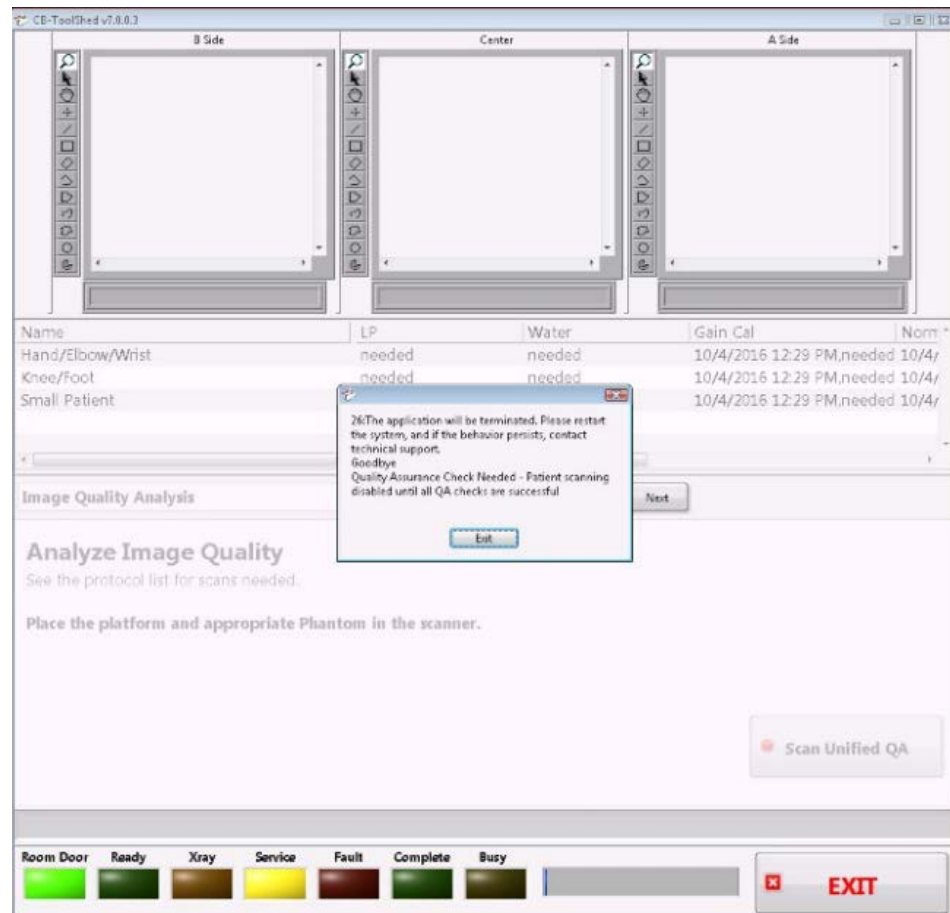 CB-ToolShed v7.0.0.3
B Side Center A Side
Name LP Water Gain Cal Norm
Hand/Elbow/Wrist needed needed 10/4/2016 12:29 PM,needed 10/4/
Knee/Foot needed needed 10/4/2016 12:29 PM,needed 10/4/
Small Patient 10/4/2016 12:29 PM,needed 10/4/
26:The application will be terminated. Please restart
the system, and if the behavior persists, contact
technical support.
Goodbye
Quality Assurance Check Needed - Patient scanning
disabled until all QA checks are successful
Exit
Image Quality Analysis Next
Analyze Image Quality
See the protocol list for scans needed.
Place the platform and appropriate Phantom in the scanner.
Scan Unified QA
Room Door Ready Xray Service Fault Complete Busy
EXIT